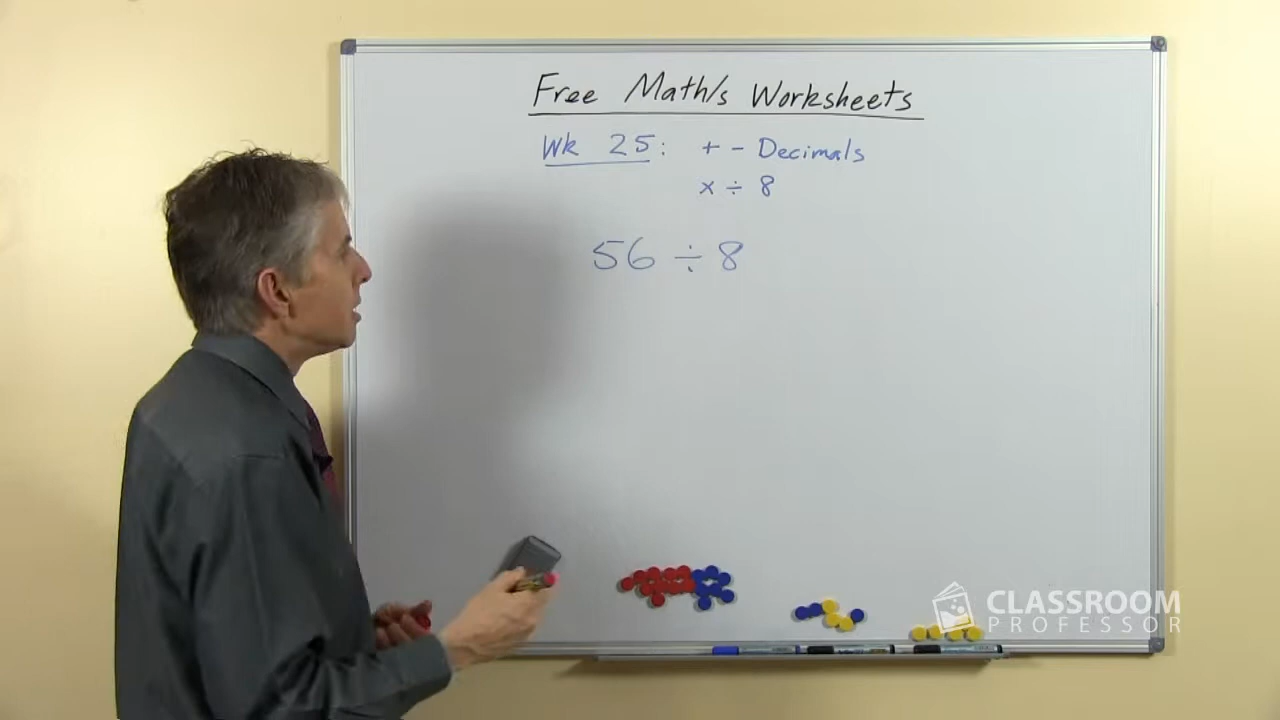 Free Math/s Worksheets
Wk 25: + - Decimals
x ÷ 8
56 ÷ 8
CLASSROOM
PROFESSOR